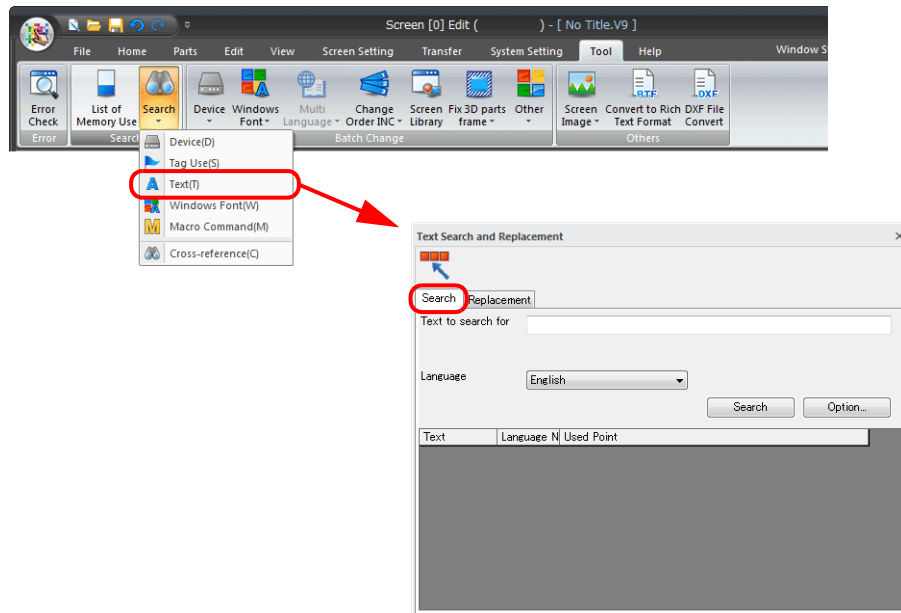 Screen [0] Edit ( ) - [ No Title.V9 ]
File Home Parts Edit View Screen Setting Transfer System Setting Tool Help Window S
Error Check
List of Memory Use
Search
Device
Windows Font
Multi Language
Change Order INC
Screen Library
Fix 3D parts frame
Other
Screen Image
RTF
Convert to Rich Text Format
DXF
DXF File Convert
Error Search Batch Change Others
Device(D)
Tag Use(S)
A Text(T)
Windows Font(W)
M Macro Command(M)
Cross-reference(C)
Text Search and Replacement
Search Replacement
Text to search for
Language English
Search Option...
Text Language N Used Point